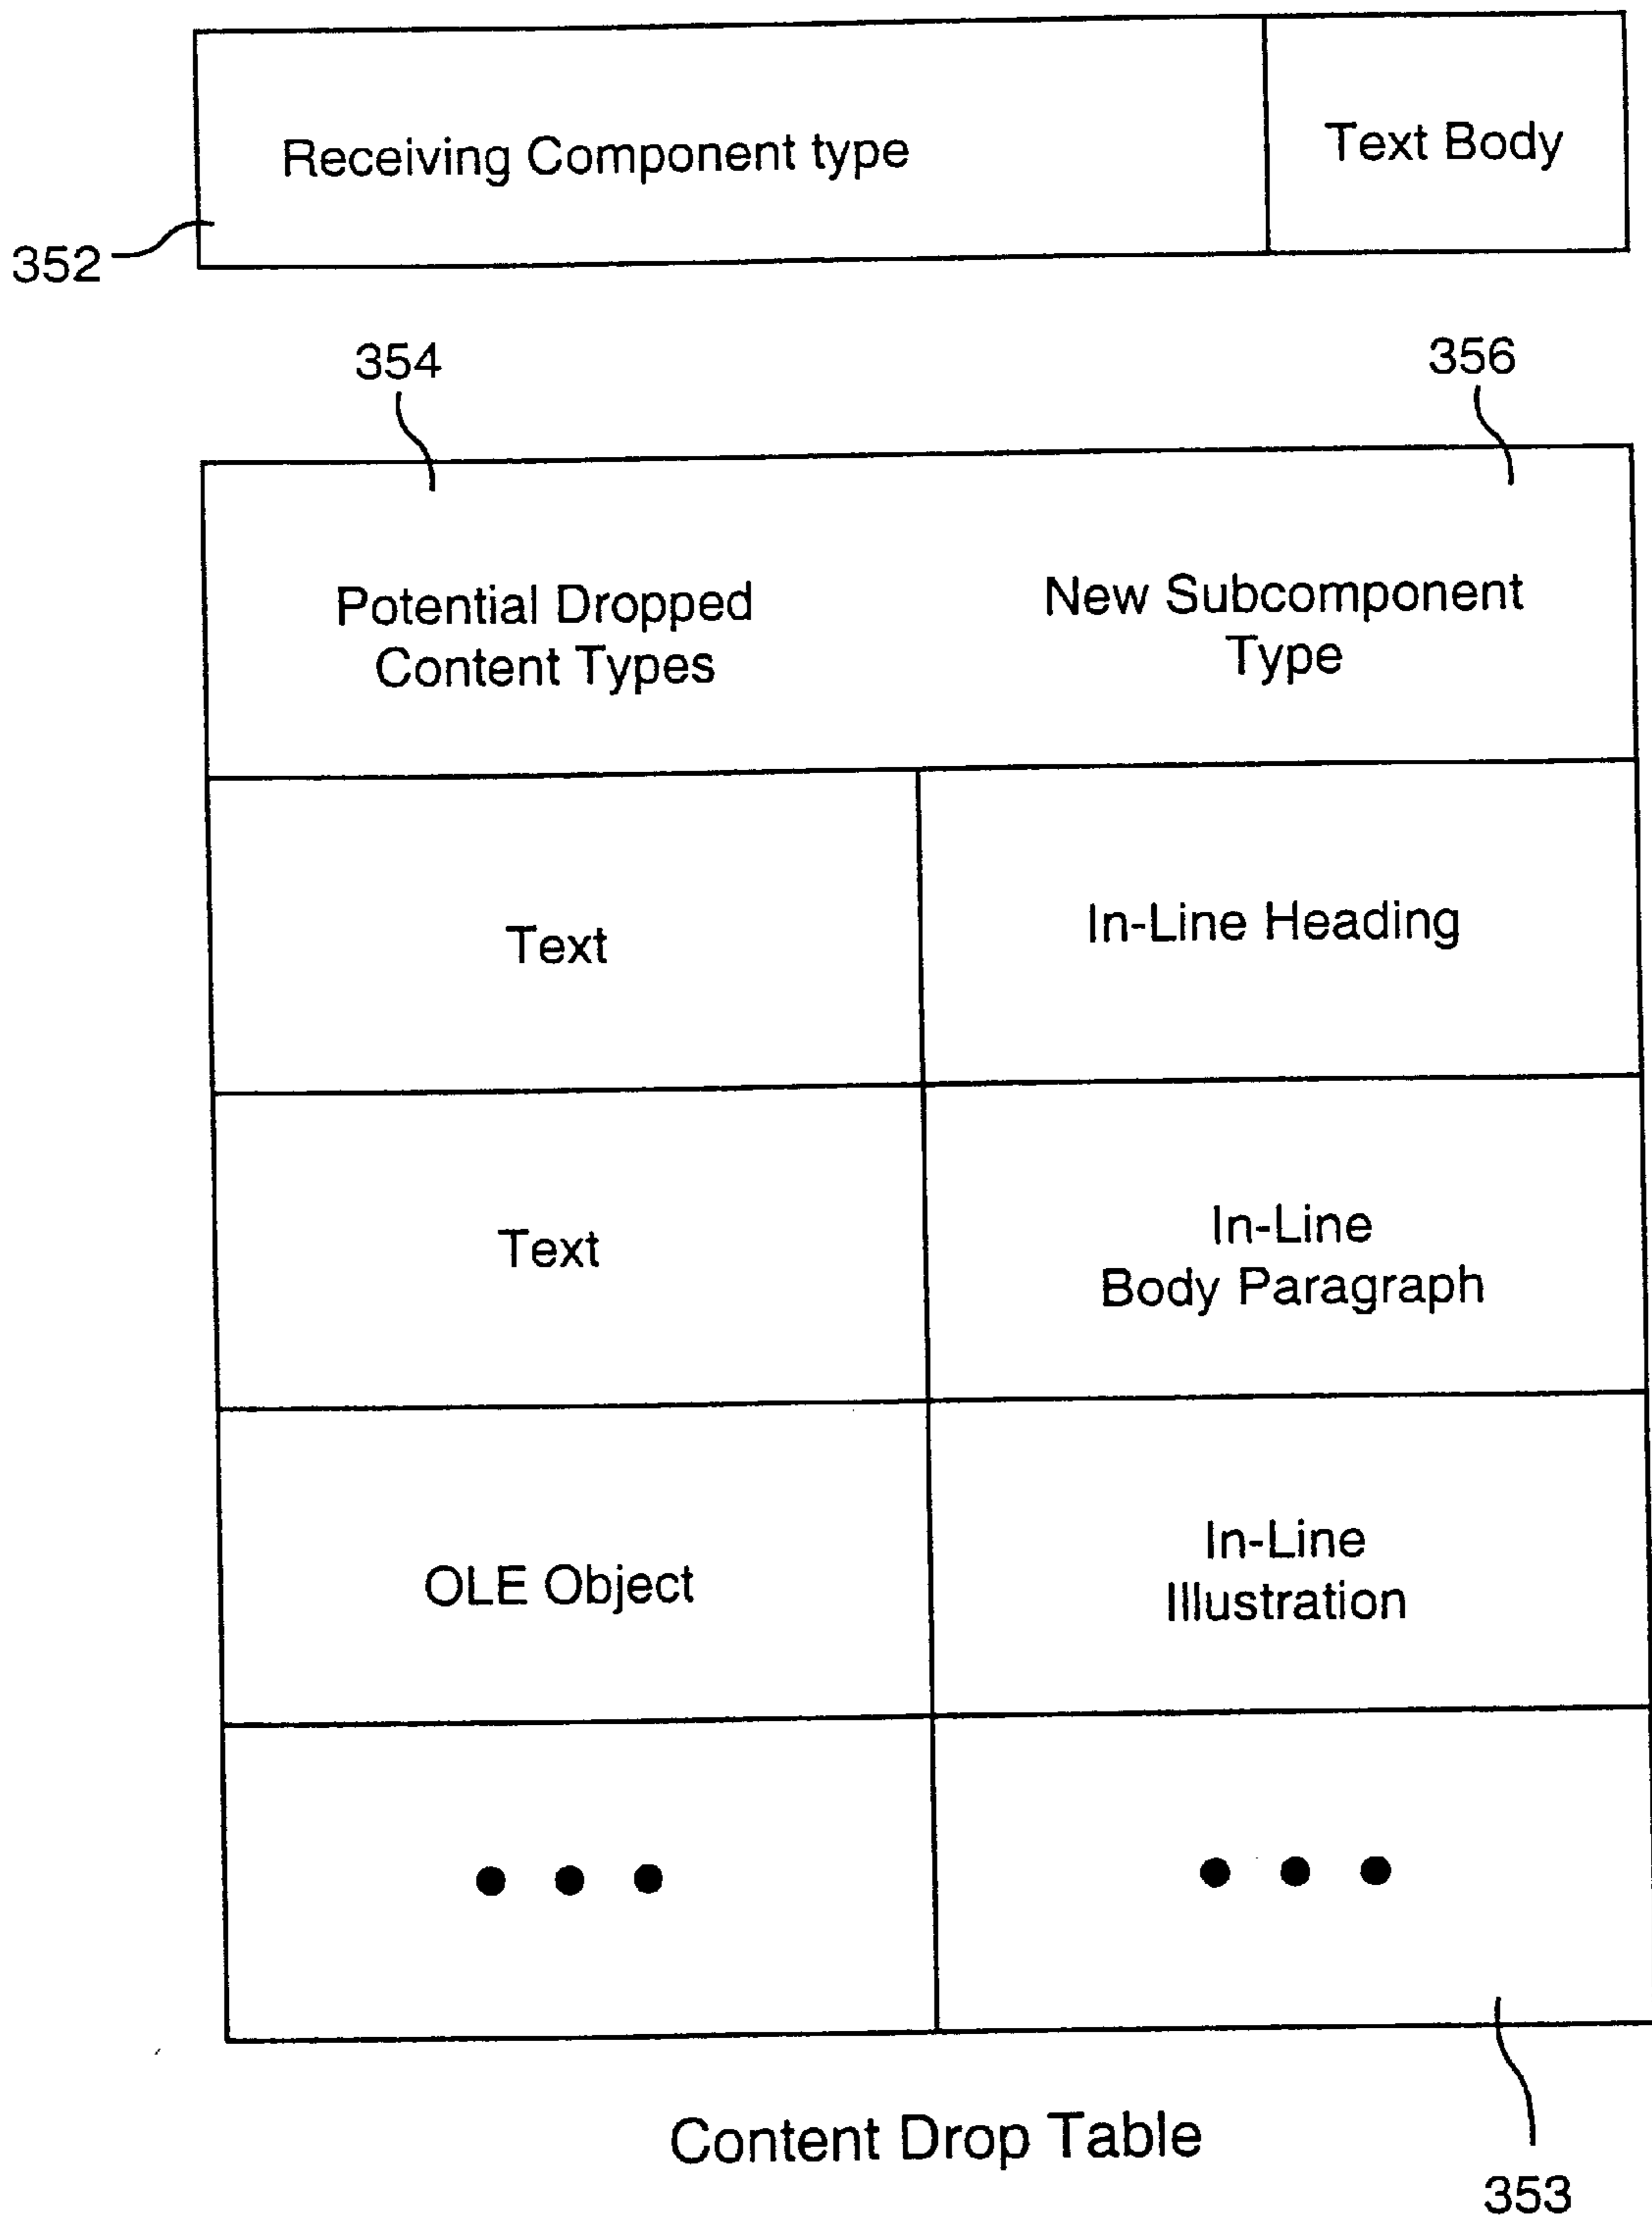 Receiving Component type
Text Body
352
354
356
Potential Dropped
Content Types
New Subcomponent
Type
Text
In-Line Heading
Text
In-Line
Body Paragraph
OLE Object
In-Line
Illustration
• • •
• • •
Content Drop Table
353